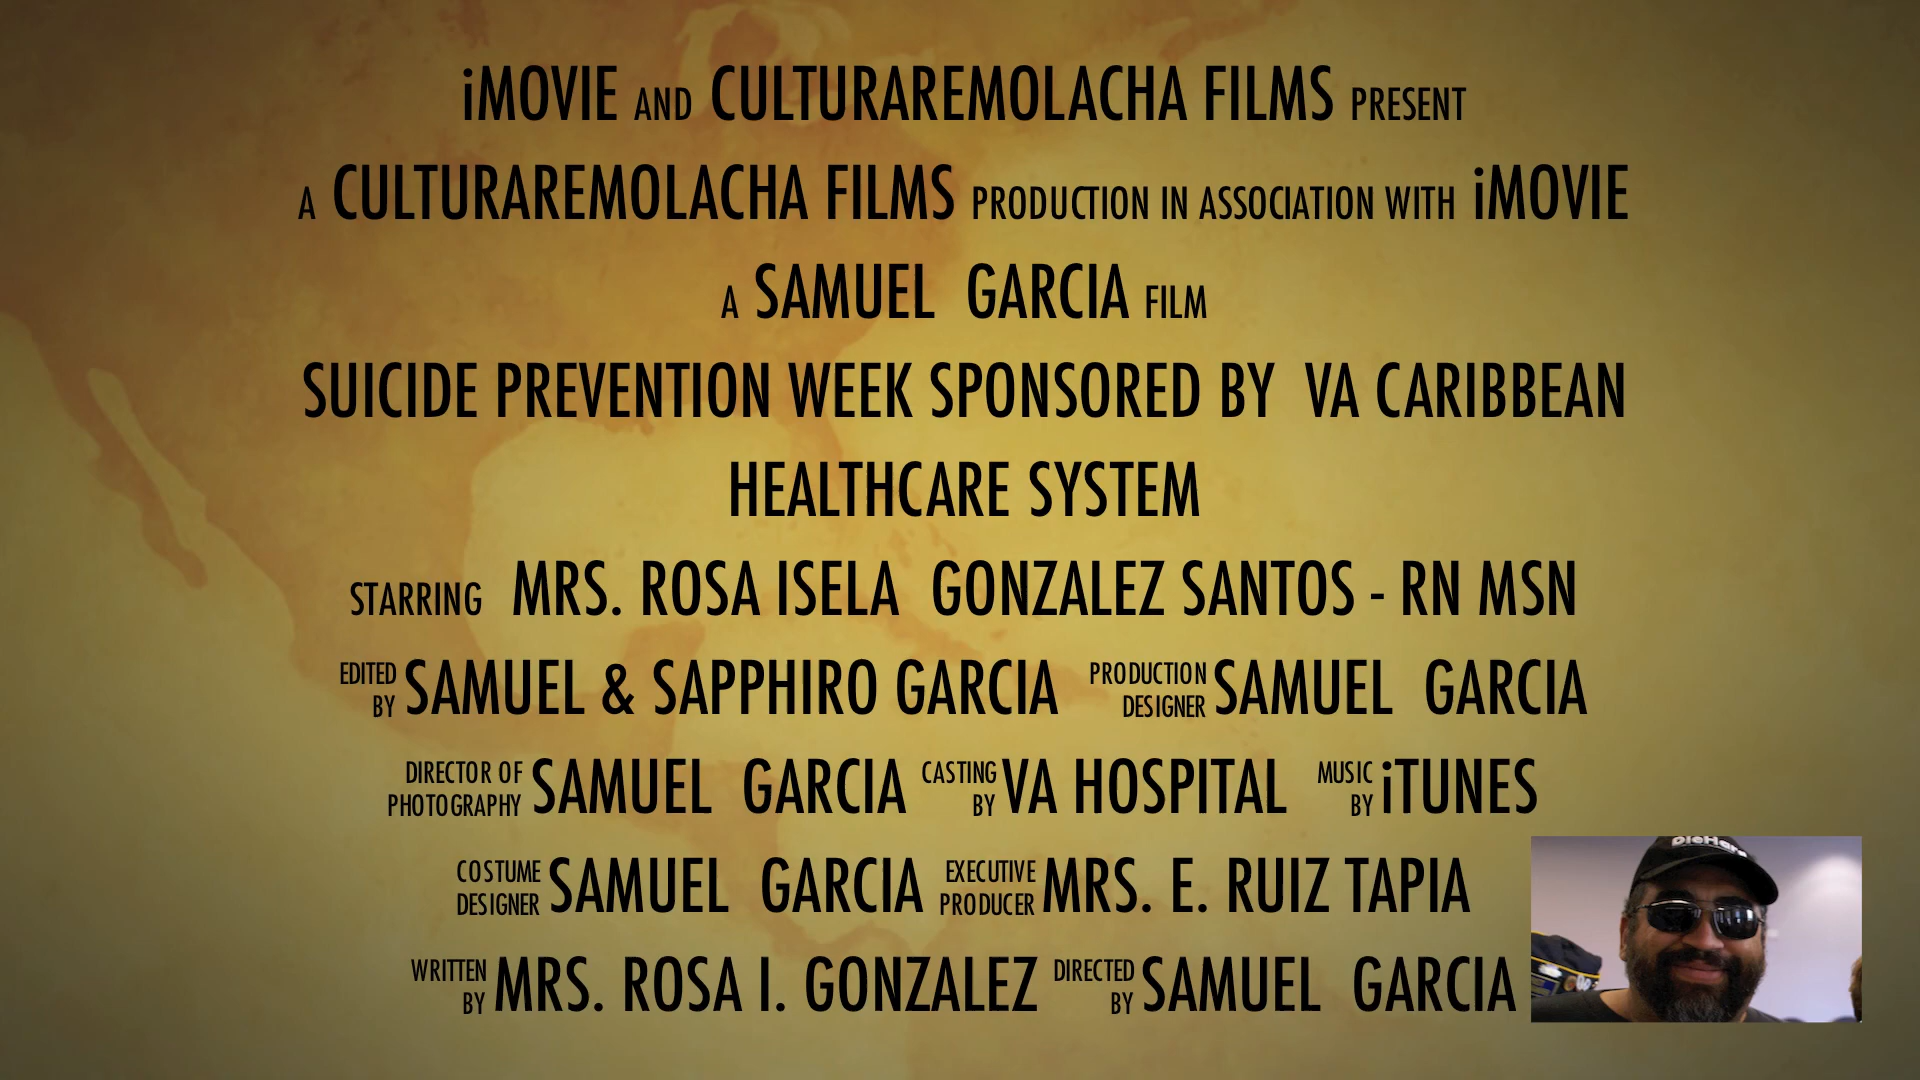 iMOVIE AND CULTURAREMOLACHA FILMS PRESENT
A CULTURAREMOLACHA FILMS PRODUCTION IN ASSOCIATION WITH iMOVIE
A SAMUEL GARCIA FILM
SUICIDE PREVENTION WEEK SPONSORED BY VA CARIBBEAN
HEALTHCARE SYSTEM
STARRING MRS. ROSA ISELA GONZALEZ SANTOS - RN MSN
EDITED BY SAMUEL & SAPPHIRO GARCIA PRODUCTION DESIGNER SAMUEL GARCIA
DIRECTOR OF PHOTOGRAPHY SAMUEL GARCIA CASTING BY VA HOSPITAL MUSIC BY iTUNES
COSTUME DESIGNER SAMUEL GARCIA EXECUTIVE PRODUCER MRS. E. RUIZ TAPIA
WRITTEN BY MRS. ROSA I. GONZALEZ DIRECTED BY SAMUEL GARCIA
DieHard